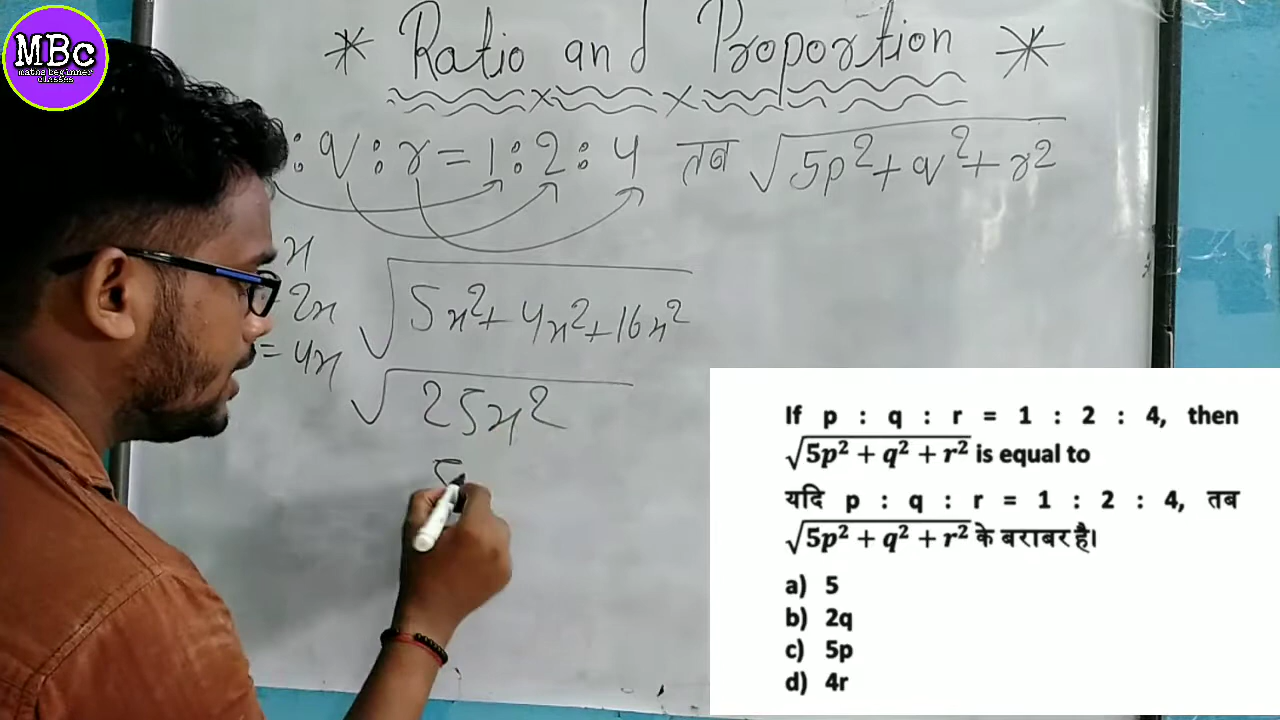 MBc
maths beginner
classes
* Ratio and Proportion *
: q : r = 1 : 2 : 4 तब √5p² + q² + r²
x
2x
= 4x
√5x² + 4x² + 16x²
√25x²
5
If p : q : r = 1 : 2 : 4, then
√5p² + q² + r² is equal to
यदि p : q : r = 1 : 2 : 4, तब
√5p² + q² + r² के बराबर है।
a) 5
b) 2q
c) 5p
d) 4r